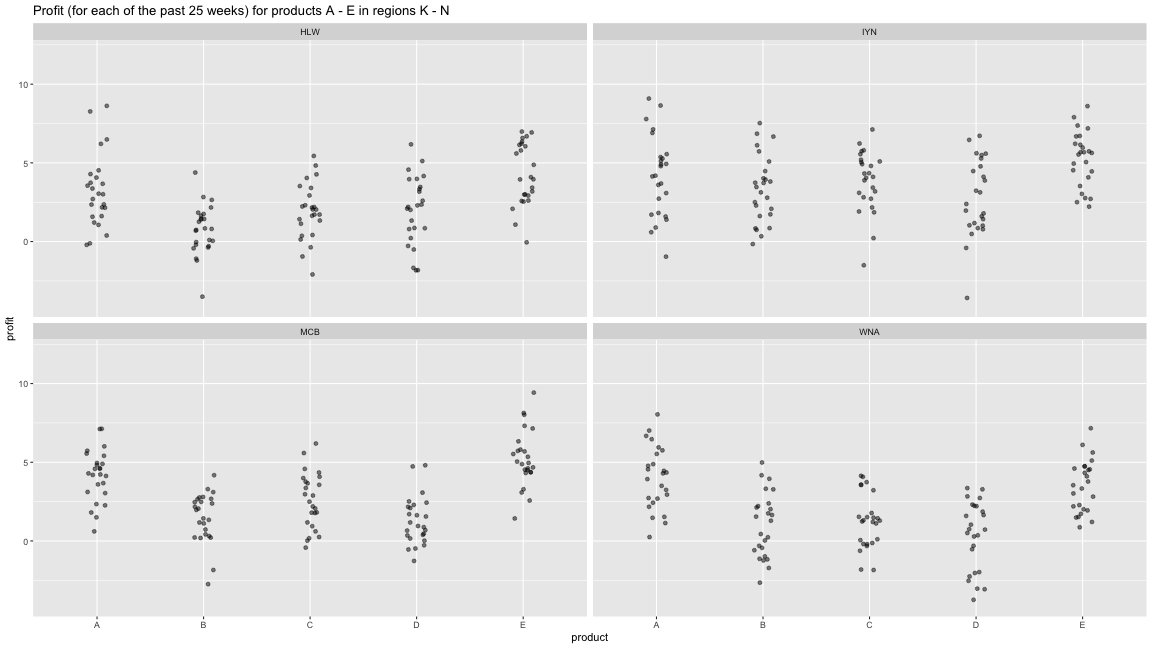 Profit (for each of the past 25 weeks) for products A - E in regions K - N
HLW
IYN
10
5
0
MCB
WNA
10
5
0
profit
A B C D E A B C D E
product